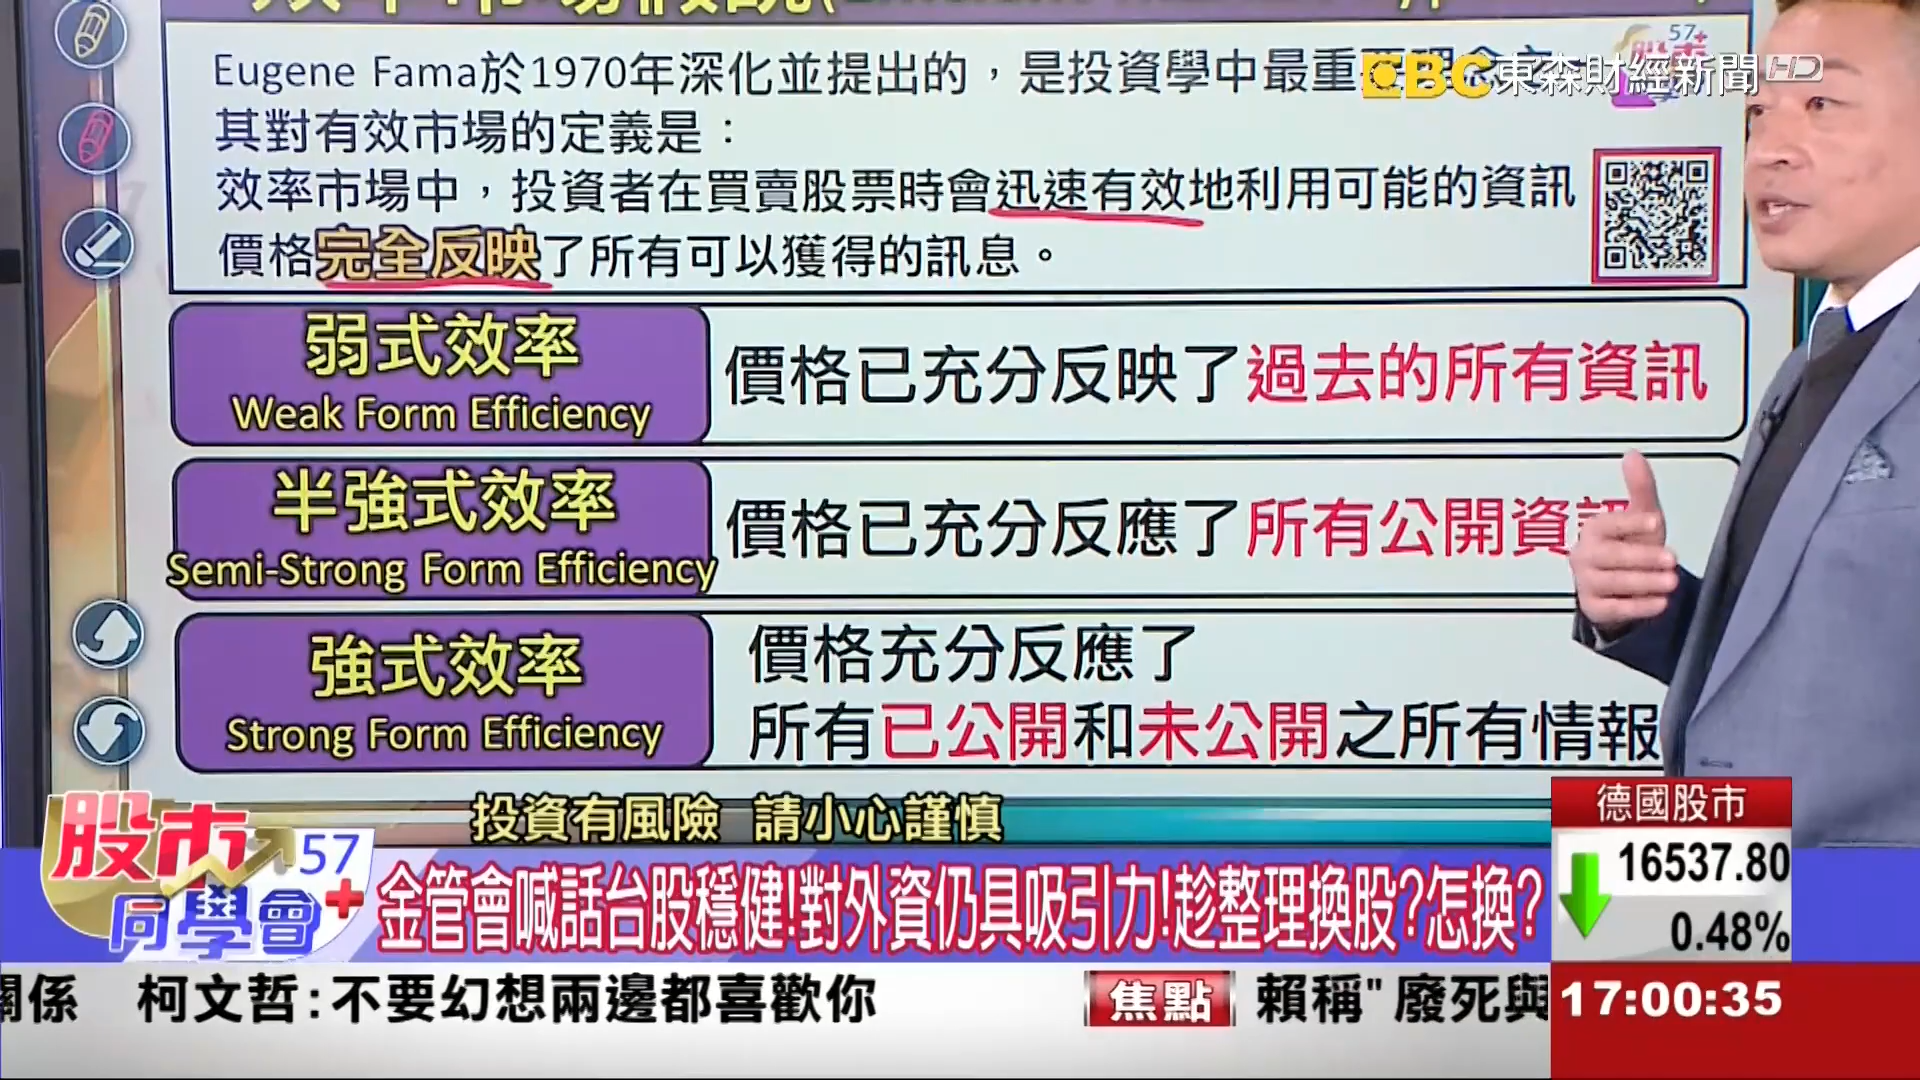 Eugene Fama於1970年深化並提出的，是投資學中最重要理念之
57+
股市
EBC東森財經新聞HD
其對有效市場的定義是：
效率市場中，投資者在買賣股票時會迅速有效地利用可能的資訊
價格完全反映了所有可以獲得的訊息。
弱式效率
Weak Form Efficiency
價格已充分反映了過去的所有資訊
半強式效率
Semi-Strong Form Efficiency
價格已充分反應了所有公開資訊
強式效率
Strong Form Efficiency
價格充分反應了
所有已公開和未公開之所有情報
投資有風險 請小心謹慎
股市
同學會
57+
金管會喊話台股穩健!對外資仍具吸引力!趁整理換股?怎換?
德國股市
16537.80
0.48%
關係 柯文哲:不要幻想兩邊都喜歡你
焦點
賴稱"廢死與
17:00:35